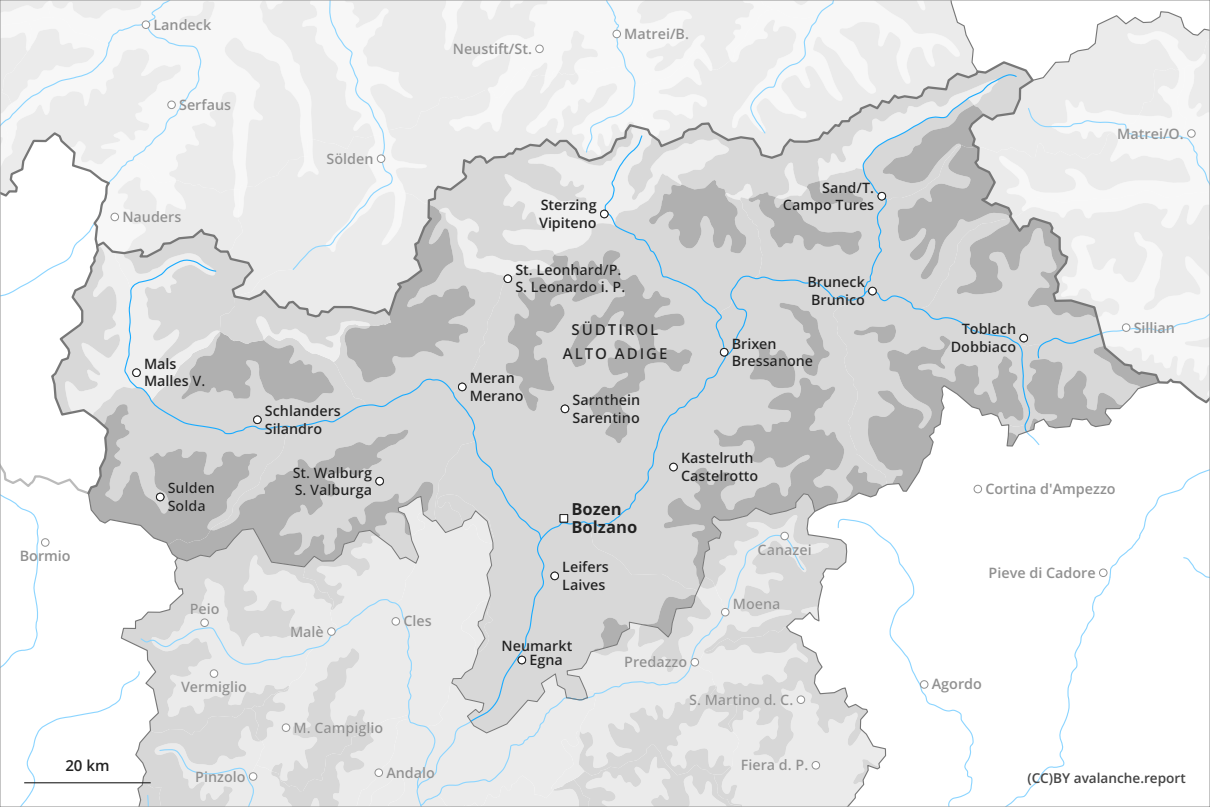 Landeck
Neustift/St.
Matrei/B.
Serfaus
Matrei/O.
Sölden
Nauders
Sand/T.
Campo Tures
Sterzing
Vipiteno
St. Leonhard/P.
S. Leonardo i. P.
Bruneck
Brunico
SÜDTIROL
ALTO ADIGE
Toblach
Dobbiaco
Sillian
Brixen
Bressanone
Mals
Malles V.
Meran
Merano
Sarnthein
Sarentino
Schlanders
Silandro
Kastelruth
Castelrotto
St. Walburg
S. Valburga
Sulden
Solda
Cortina d'Ampezzo
Bozen
Bolzano
Bormio
Canazei
Leifers
Laives
Pieve di Cadore
Peio
Malè
Cles
Moena
Neumarkt
Egna
Predazzo
Vermiglio
Agordo
S. Martino d. C.
M. Campiglio
20 km
Pinzolo
Andalo
Fiera d. P.
(CC)BY avalanche.report